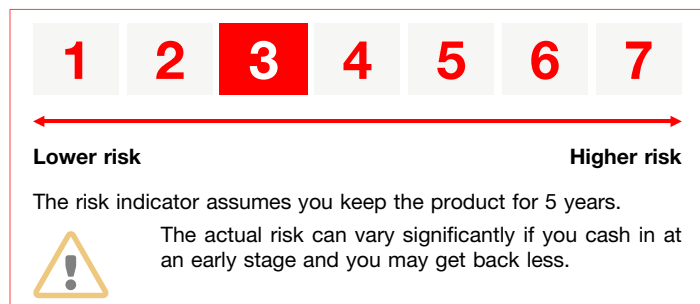 1 2 3 4 5 6 7
Lower risk Higher risk
The risk indicator assumes you keep the product for 5 years.
The actual risk can vary significantly if you cash in at
an early stage and you may get back less.